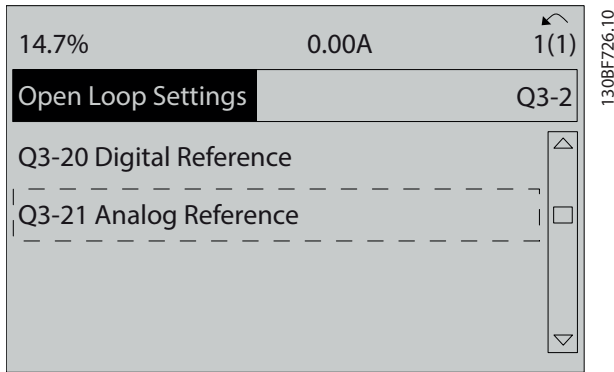 14.7% 0.00A 1(1)
Open Loop Settings Q3-2
Q3-20 Digital Reference
Q3-21 Analog Reference
130BF726.10